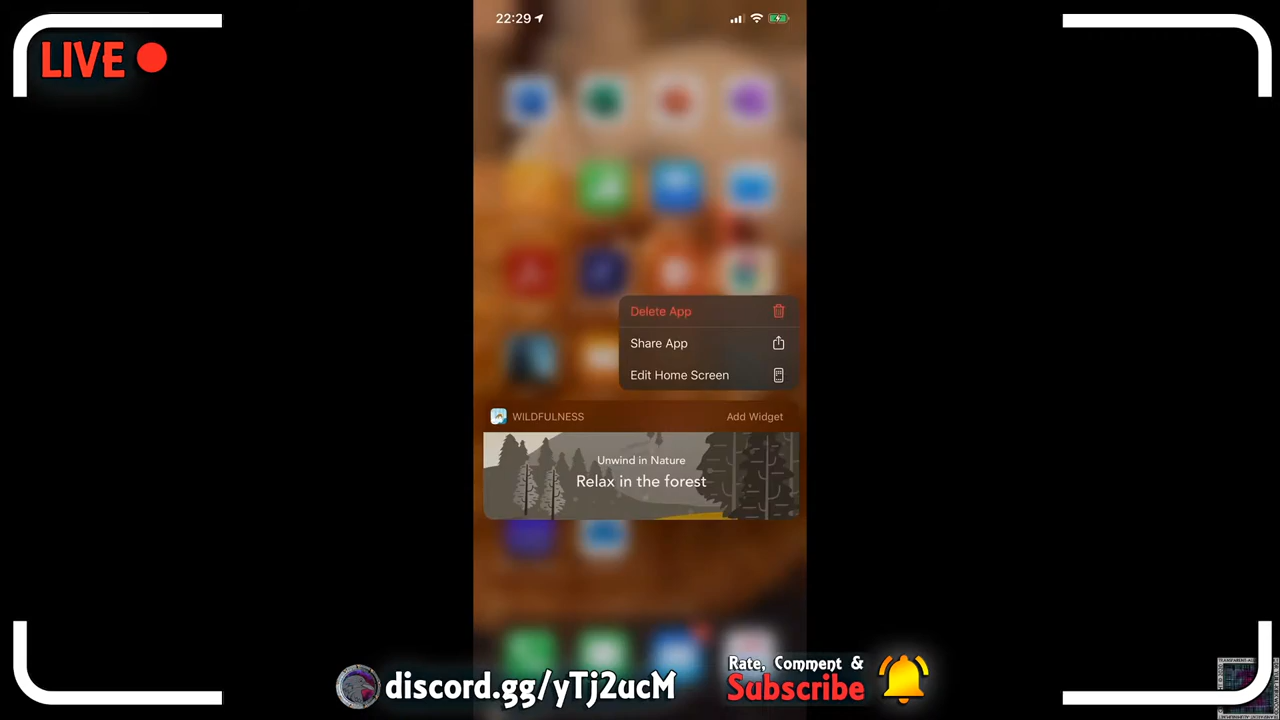 LIVE
22:29
Delete App
Share App
Edit Home Screen
WILDFULNESS
Add Widget
Unwind in Nature
Relax in the forest
discord.gg/yTj2ucM
Rate, Comment &
Subscribe